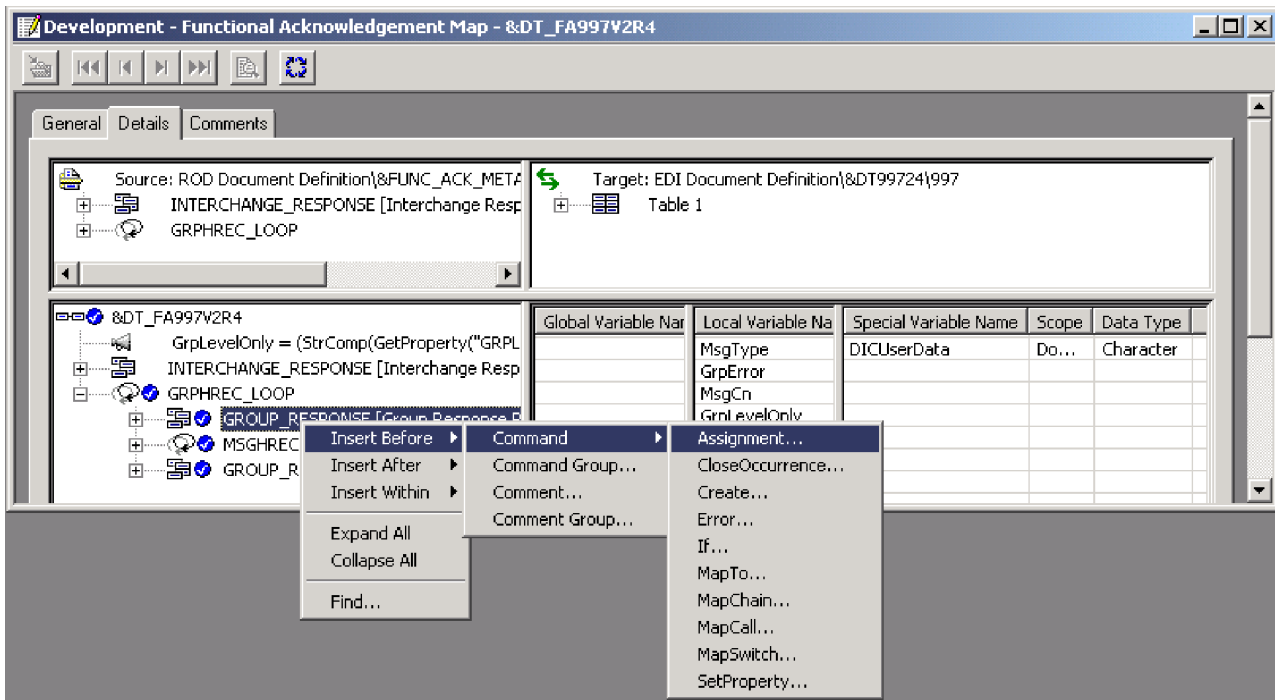 Development - Functional Acknowledgement Map - &DT_FA997V2R4
General Details Comments
Source: ROD Document Definition\&FUNC_ACK_META
INTERCHANGE_RESPONSE [Interchange Resp
GRPHREC_LOOP
Target: EDI Document Definition\&DT99724\997
Table 1
&DT_FA997V2R4
GrpLevelOnly = (StrComp(GetProperty("GRPL
INTERCHANGE_RESPONSE [Interchange Resp
GRPHREC_LOOP
GROUP_RESPONSE [Group Response R
MSGHREC
GROUP_R
Global Variable Nar
Local Variable Na
MsgType
GrpError
MsgCn
GrpLevelOnly
Special Variable Name Scope Data Type
DICUserData Do... Character
Insert Before
Insert After
Insert Within
Expand All
Collapse All
Find...
Command
Command Group...
Comment...
Comment Group...
Assignment...
CloseOccurrence...
Create...
Error...
If...
MapTo...
MapChain...
MapCall...
MapSwitch...
SetProperty...